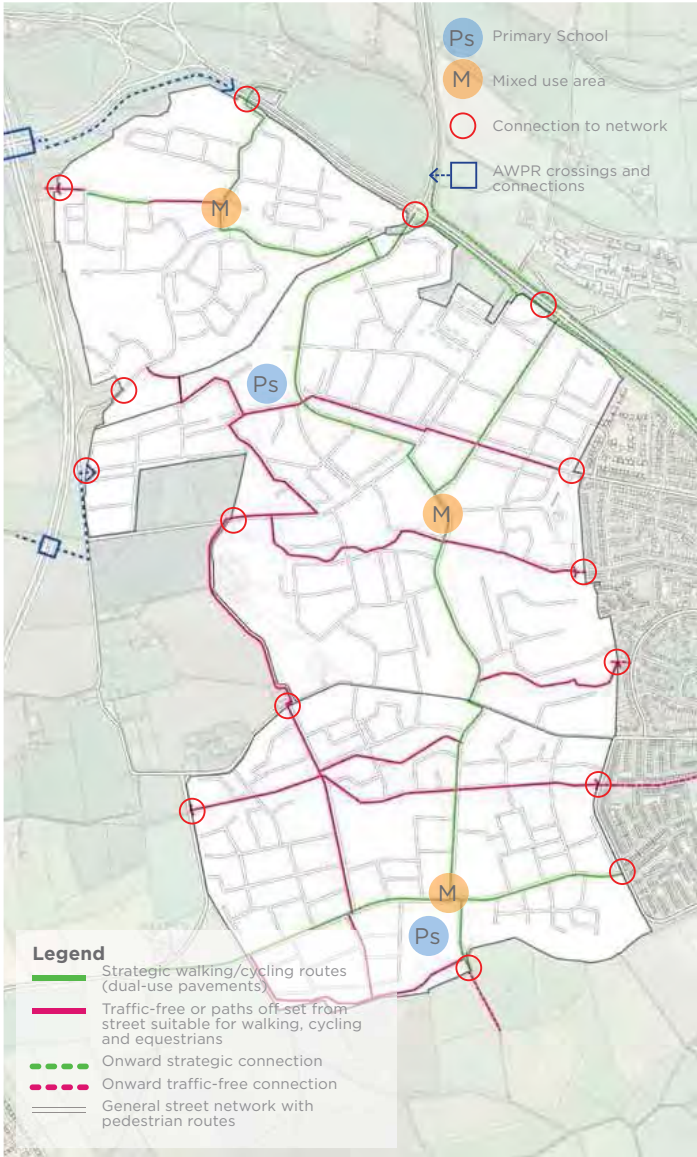 Ps Primary School
M Mixed use area
Connection to network
AWPR crossings and
connections
M
Ps
M
M
Ps
Legend
Strategic walking/cycling routes
(dual-use pavements)
Traffic-free or paths off set from
street suitable for walking, cycling
and equestrians
Onward strategic connection
Onward traffic-free connection
General street network with
pedestrian routes